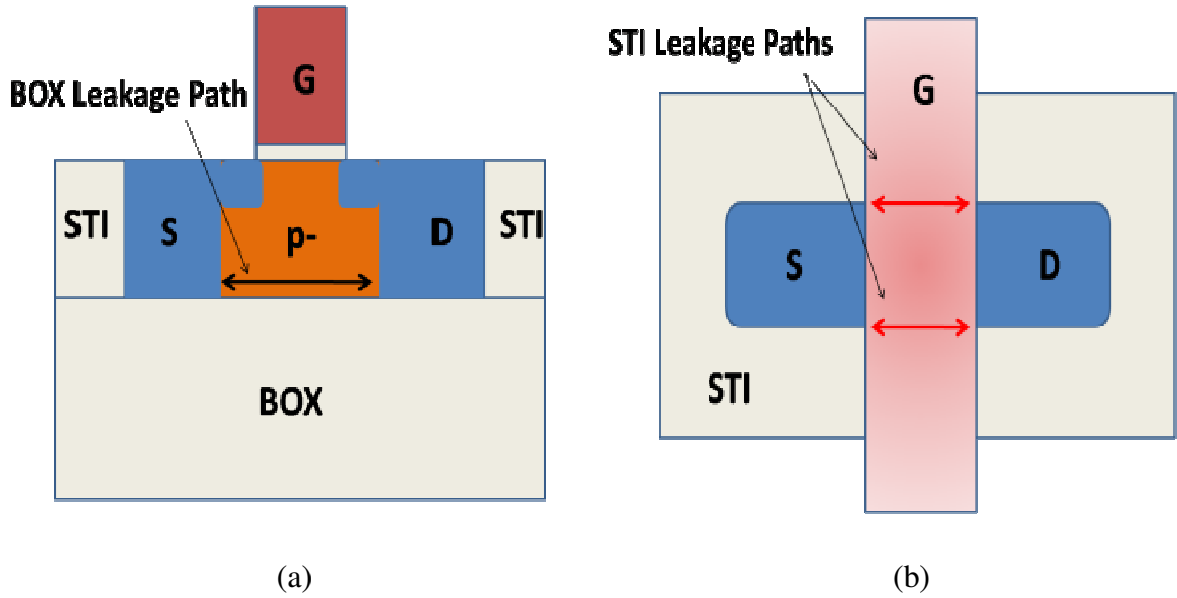 BOX Leakage Path
G
STI
S
p-
D
STI
BOX
(a)
STI Leakage Paths
G
S
D
STI
(b)